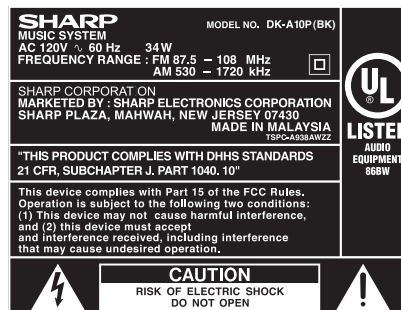 SHARP
MODEL NO. DK-A10P(BK)
MUSIC SYSTEM
AC 120V ∿ 60 Hz 34W
FREQUENCY RANGE : FM 87.5 – 108 MHz
AM 530 – 1720 kHz
SHARP CORPORAT ON
MARKETED BY : SHARP ELECTRONICS CORPORATION
SHARP PLAZA, MAHWAH, NEW JERSEY 07430
MADE IN MALAYSIA
TSPC-A938AWZZ
"THIS PRODUCT COMPLIES WITH DHHS STANDARDS
21 CFR, SUBCHAPTER J. PART 1040. 10"
This device complies with Part 15 of the FCC Rules.
Operation is subject to the following two conditions:
(1) This device may not cause harmful interference,
and (2) this device must accept
and interference received, including interference
that may cause undesired operation.
CAUTION
RISK OF ELECTRIC SHOCK
DO NOT OPEN
UL
®
LISTE
AUDIO
EQUIPMENT
86BW